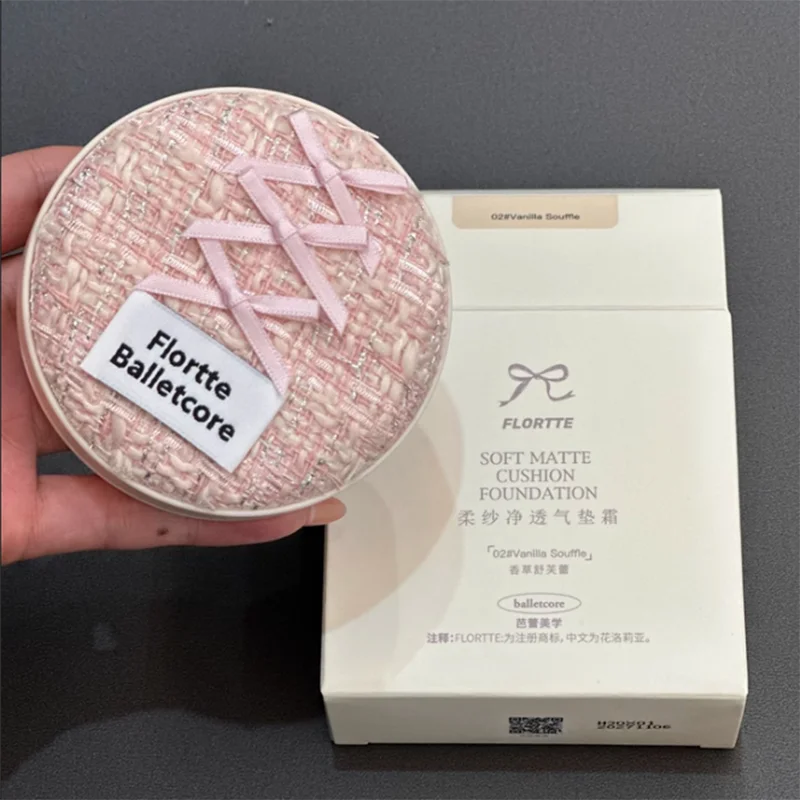 Flortte
Balletcore
02#Vanilla Souffle
FLORTTE
SOFT MATTE
CUSHION
FOUNDATION
柔纱净透气垫霜
「02#Vanilla Souffle」
香草舒芙蕾
balletcore
芭蕾美学
注释:FLORTTE:为注册商标,中文为花洛莉亚。
20271106